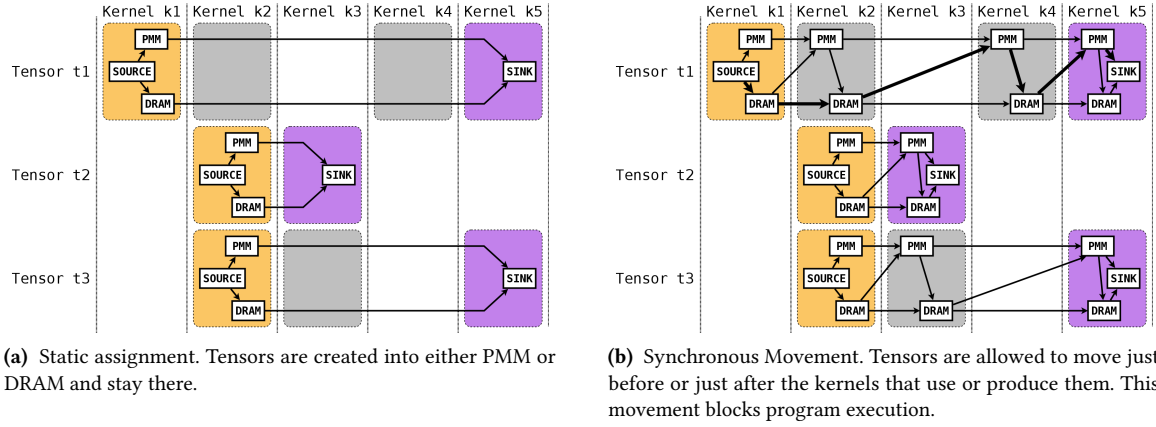 Kernel k1 Kernel k2 Kernel k3 Kernel k4 Kernel k5
Tensor t1
PMM
SOURCE
DRAM
SINK
Tensor t2
PMM
SOURCE
DRAM
SINK
Tensor t3
PMM
SOURCE
DRAM
SINK
(a) Static assignment. Tensors are created into either PMM or
DRAM and stay there.
Kernel k1 Kernel k2 Kernel k3 Kernel k4 Kernel k5
Tensor t1
PMM PMM PMM PMM
SOURCE SINK
DRAM DRAM DRAM DRAM
Tensor t2
PMM PMM
SOURCE SINK
DRAM DRAM
Tensor t3
PMM PMM PMM
SOURCE SINK
DRAM DRAM DRAM
(b) Synchronous Movement. Tensors are allowed to move just
before or just after the kernels that use or produce them. This
movement blocks program execution.